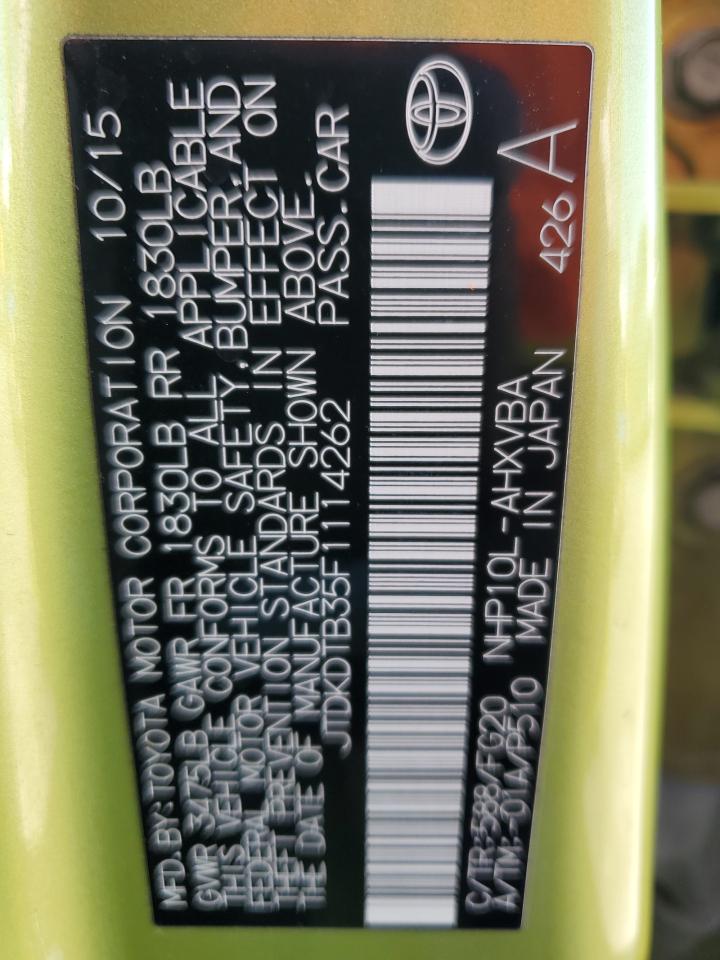 MFD.BY:TOYOTA MOTOR CORPORATION 10/15
GVWR 3475LB GAWR FR 1830LB RR 1830LB
THIS VEHICLE CONFORMS TO ALL APPLICABLE
FEDERAL MOTOR VEHICLE SAFETY,BUMPER,AND
THEFT PREVENTION STANDARDS IN EFFECT ON
THE DATE OF MANUFACTURE SHOWN ABOVE.
JTDKDTB35F1114262 PASS.CAR
C/TR:588/FG20 NHP10L-AHXVBA
A/TM:-01A/P510 MADE IN JAPAN 426 A